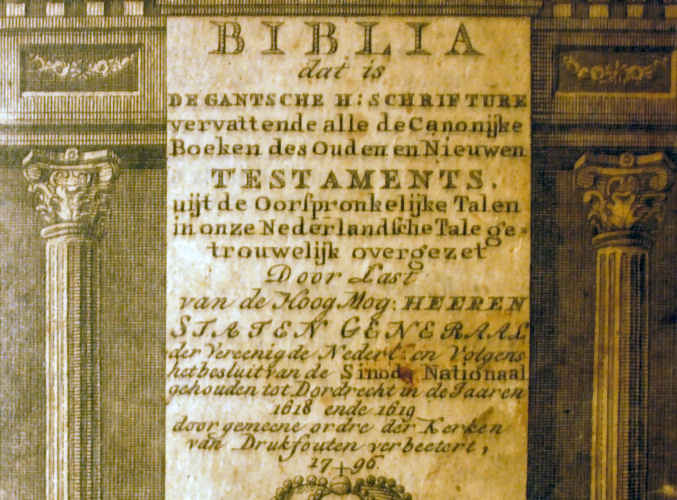 BIBLIA
dat is
DE GANTSCHE H: SCHRIFTURE
vervattende alle de Canonijke
Boeken des Ouden en Nieuwen
TESTAMENTS,
uijt de Oorſpronkelijke Talen
in onze Nederlandſche Tale ge=
trouwelijk overgezet
Door Last
van de Hoog Mog: HEEREN
STATEN GENERAAL
der Vereenigde Nederl: en Volgens
het besluit van de Sinode Nationaal
gehouden tot Dordrecht in de Jaaren
1618 ende 1619
door gemeene ordre der Kerken
van Drukfouten verbeetert,
1796.